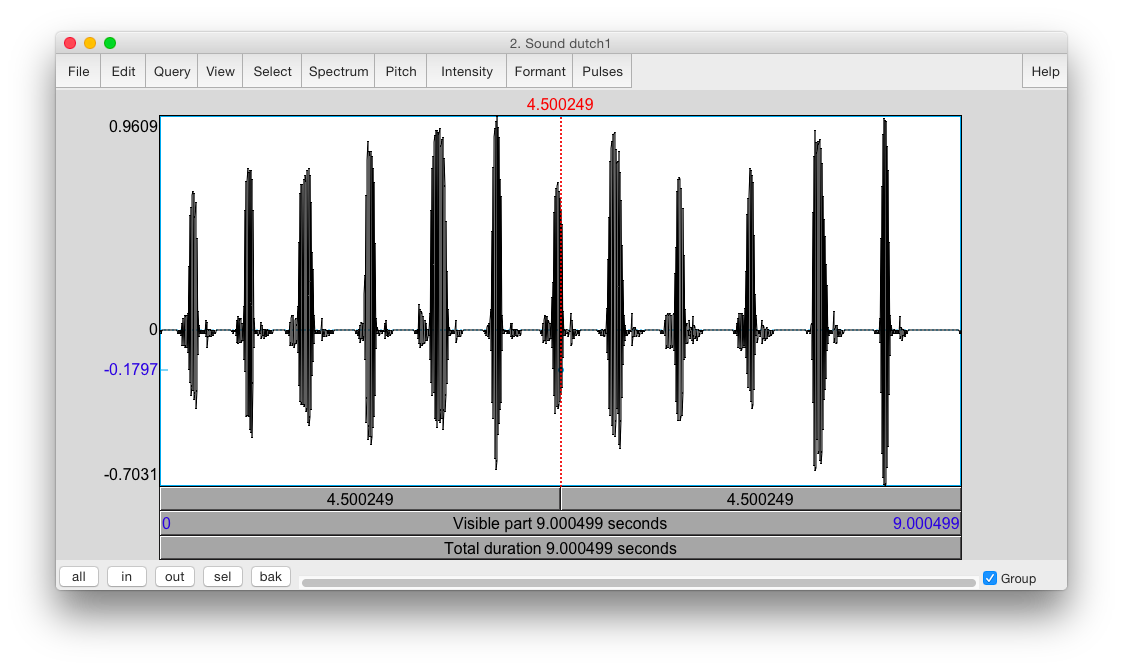 2. Sound dutch1
File Edit Query View Select Spectrum Pitch Intensity Formant Pulses Help
4.500249
0.9609
0
-0.1797
-0.7031
4.500249 4.500249
0 Visible part 9.000499 seconds 9.000499
Total duration 9.000499 seconds
all in out sel bak Group